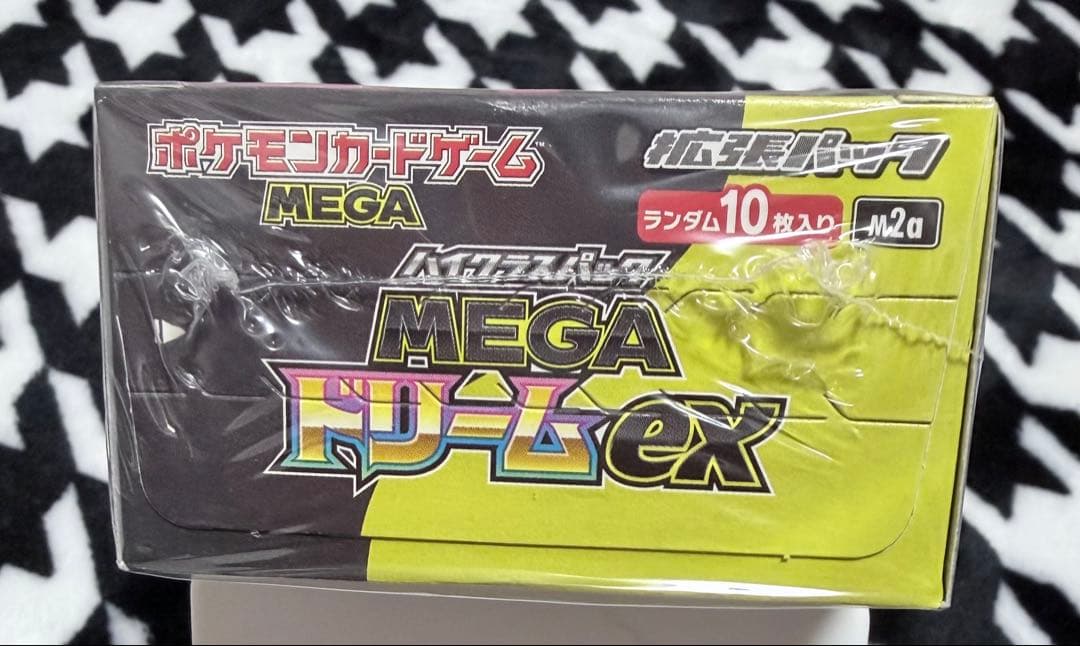 ポケモンカードゲーム™
MEGA
拡張パック
ランダム10枚入り
M2a
ハイクラスパック
MEGA
ドリームex